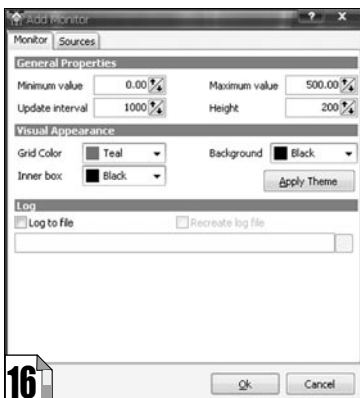 Add Monitor
? X
Monitor Sources
General Properties
Minimum value 0.00 Maximum value 500.00
Update interval 1000 Height 200
Visual Appearance
Grid Color Teal Background Black
Inner box Black Apply Theme
Log
Log to file Recreate log file
16 Ok Cancel